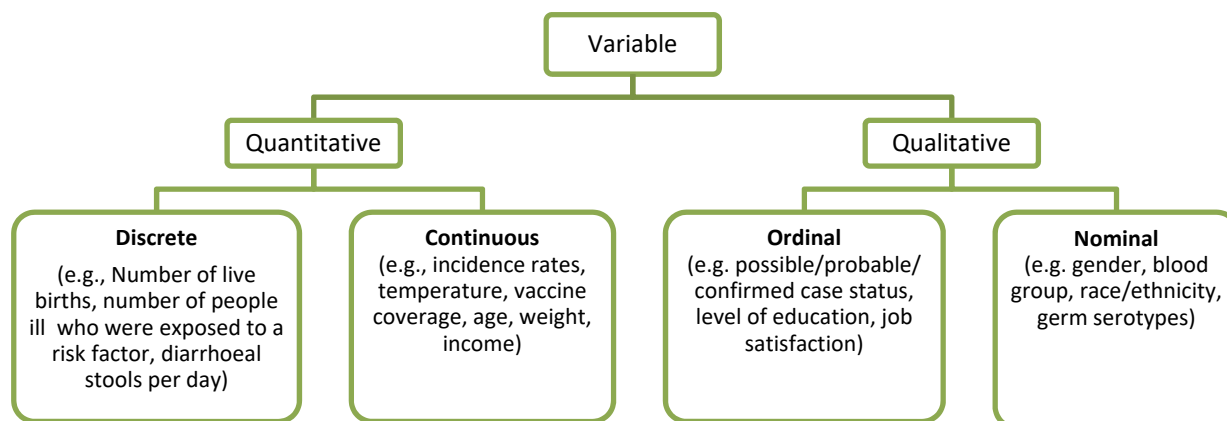 Variable
Quantitative
Qualitative
Discrete
(e.g., Number of live
births, number of people
ill who were exposed to a
risk factor, diarrhoeal
stools per day)
Continuous
(e.g., incidence rates,
temperature, vaccine
coverage, age, weight,
income)
Ordinal
(e.g. possible/probable/
confirmed case status,
level of education, job
satisfaction)
Nominal
(e.g. gender, blood
group, race/ethnicity,
germ serotypes)